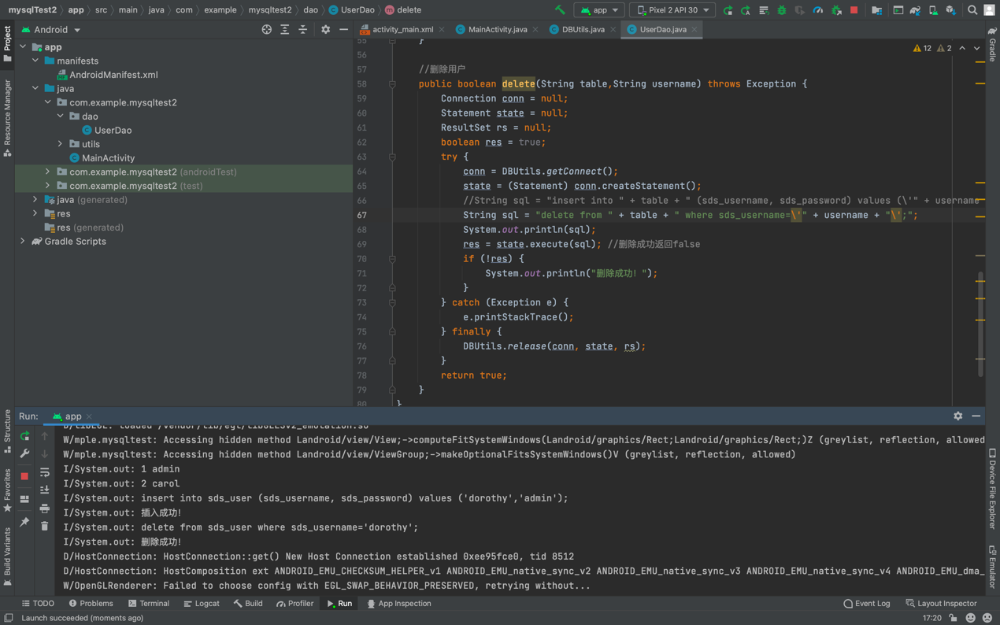 mysqlTest2 › app › src › main › java › com › example › mysqltest2 › dao › UserDao › delete
app
Pixel 2 API 30
Android
activity_main.xml
MainActivity.java
DBUtils.java
UserDao.java
Project
Resource Manager
Structure
Favorites
Build Variants
Gradle
Device File Explorer
Emulator
app
manifests
AndroidManifest.xml
java
com.example.mysqltest2
dao
UserDao
utils
MainActivity
com.example.mysqltest2 (androidTest)
com.example.mysqltest2 (test)
java (generated)
res
res (generated)
Gradle Scripts
12 2
55 }
56
57 //删除用户
58 public boolean delete(String table,String username) throws Exception {
59 Connection conn = null;
60 Statement state = null;
61 ResultSet rs = null;
62 boolean res = true;
63 try {
64 conn = DBUtils.getConnect();
65 state = (Statement) conn.createStatement();
66 //String sql = "insert into " + table + " (sds_username, sds_password) values (\'" + username
67 String sql = "delete from " + table + " where sds_username=\'" + username + "\';";
68 System.out.println(sql);
69 res = state.execute(sql); //删除成功返回false
70 if (!res) {
71 System.out.println("删除成功！");
72 }
73 } catch (Exception e) {
74 e.printStackTrace();
75 } finally {
76 DBUtils.release(conn, state, rs);
77 }
78 return true;
79 }
80 }
Run: app
D/libEGL: loaded /vendor/lib/egl/libGLESv2_emulation.so
W/mple.mysqltest: Accessing hidden method Landroid/view/View;->computeFitSystemWindows(Landroid/graphics/Rect;Landroid/graphics/Rect;)Z (greylist, reflection, allowed
W/mple.mysqltest: Accessing hidden method Landroid/view/ViewGroup;->makeOptionalFitsSystemWindows()V (greylist, reflection, allowed)
I/System.out: 1 admin
I/System.out: 2 carol
I/System.out: insert into sds_user (sds_username, sds_password) values ('dorothy','admin');
I/System.out: 插入成功！
I/System.out: delete from sds_user where sds_username='dorothy';
I/System.out: 删除成功！
D/HostConnection: HostConnection::get() New Host Connection established 0xee95fce0, tid 8512
D/HostConnection: HostComposition ext ANDROID_EMU_CHECKSUM_HELPER_v1 ANDROID_EMU_native_sync_v2 ANDROID_EMU_native_sync_v3 ANDROID_EMU_native_sync_v4 ANDROID_EMU_dma_
W/OpenGLRenderer: Failed to choose config with EGL_SWAP_BEHAVIOR_PRESERVED, retrying without...
TODO Problems Terminal Logcat Build Profiler Run App Inspection Event Log Layout Inspector
Launch succeeded (moments ago) 17:20